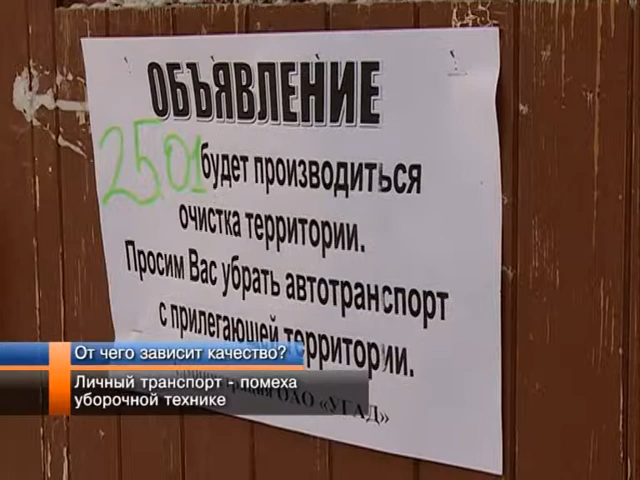 ОБЪЯВЛЕНИЕ
25.01 будет производиться
очистка территории.
Просим Вас убрать автотранспорт
с прилегающей территории.
ОАО «УГАД»
От чего зависит качество?
Личный транспорт - помеха
уборочной технике